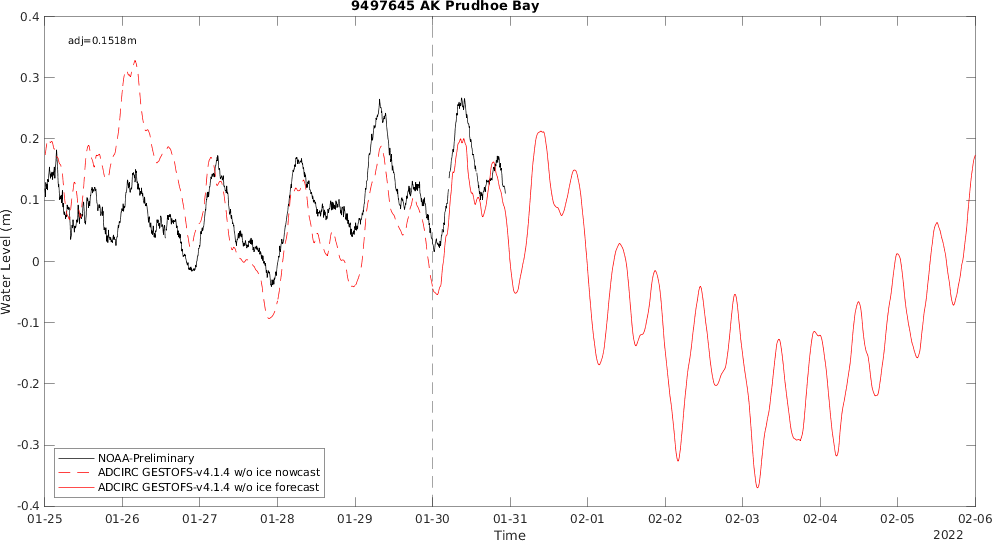 9497645 AK Prudhoe Bay
adj=0.1518m
0.4
0.3
0.2
0.1
0
-0.1
-0.2
-0.3
-0.4
Water Level (m)
NOAA-Preliminary
ADCIRC GESTOFS-v4.1.4 w/o ice nowcast
ADCIRC GESTOFS-v4.1.4 w/o ice forecast
01-25 01-26 01-27 01-28 01-29 01-30 01-31 02-01 02-02 02-03 02-04 02-05 02-06
Time
2022